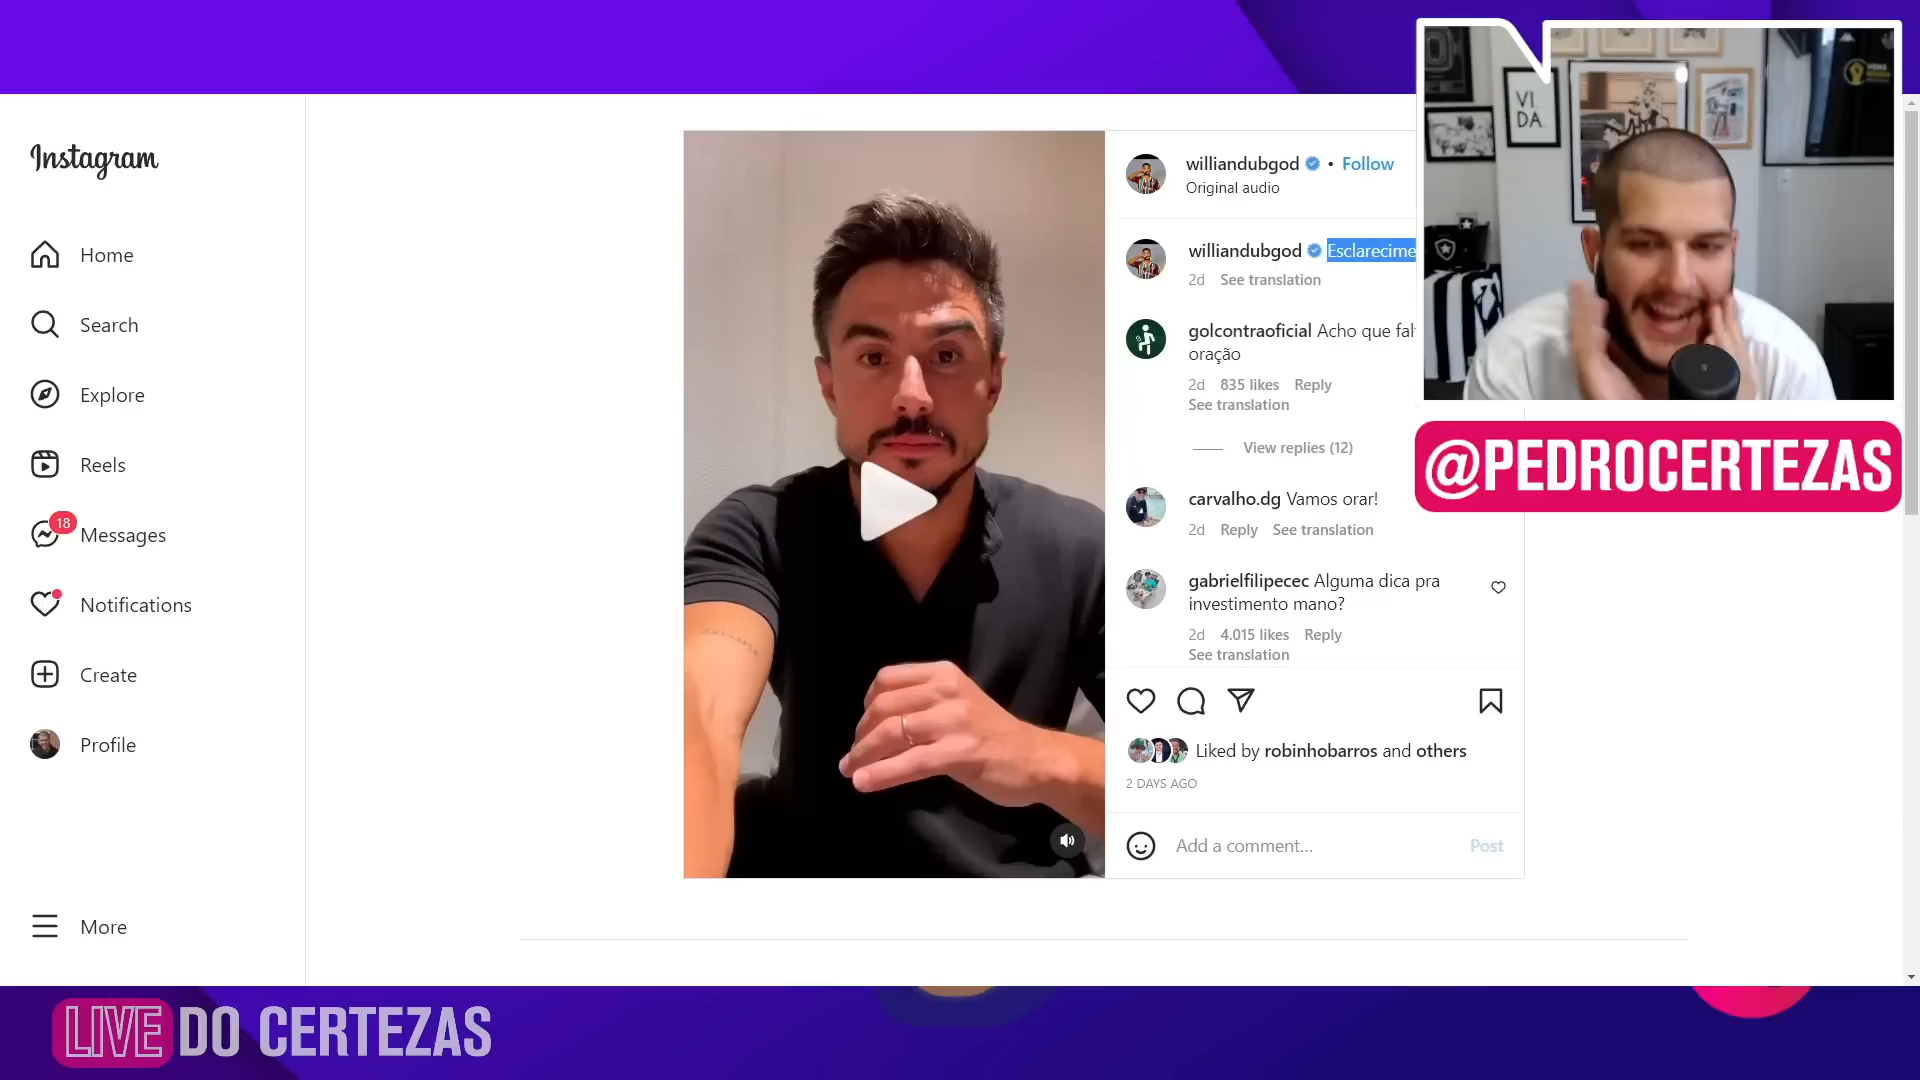 Instagram
Home
Search
Explore
Reels
18
Messages
Notifications
Create
Profile
More
williandubgod • Follow
Original audio
williandubgod Esclarecime
2d See translation
golcontraoficial Acho que fal
oração
2d 835 likes Reply
See translation
View replies (12)
carvalho.dg Vamos orar!
2d Reply See translation
gabrielfilipecec Alguma dica pra
investimento mano?
2d 4.015 likes Reply
See translation
Liked by robinhobarros and others
2 DAYS AGO
Add a comment... Post
VI
DA
@PEDROCERTEZAS
LIVE DO CERTEZAS